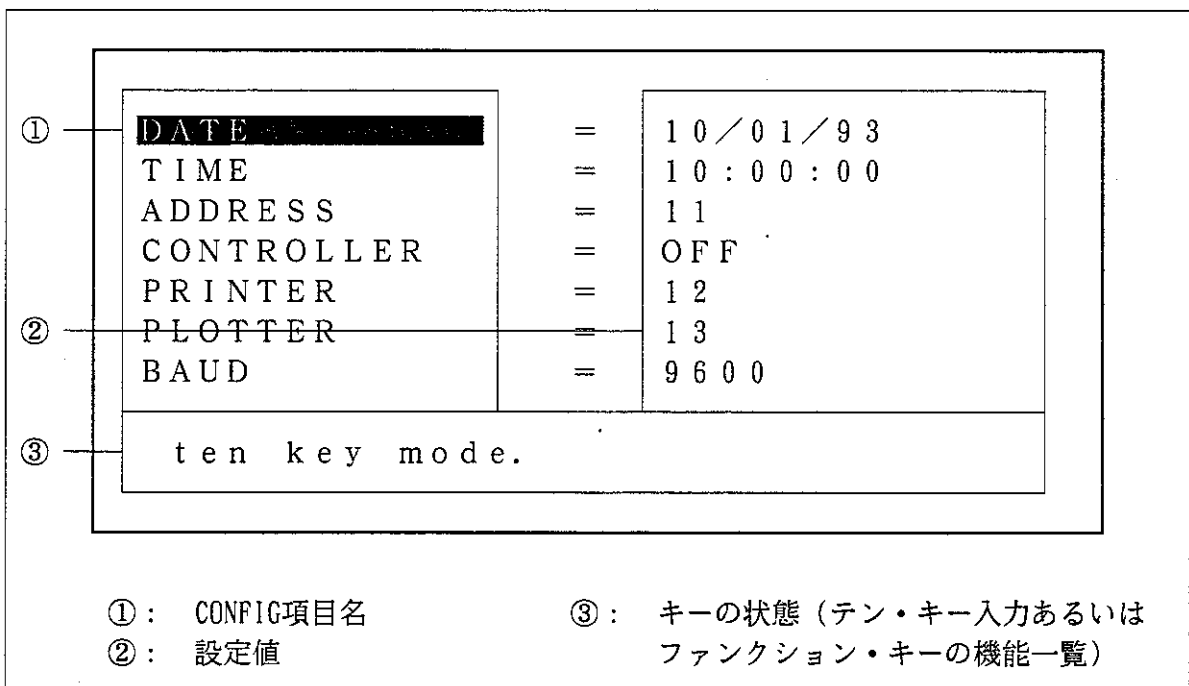 ① DATE = 10/01/93
TIME = 10:00:00
ADDRESS = 11
CONTROLLER = OFF
PRINTER = 12
② PLOTTER = 13
BAUD = 9600
③ ten key mode.
①： CONFIG項目名
②： 設定値
③： キーの状態（テン・キー入力あるいは
ファンクション・キーの機能一覧）